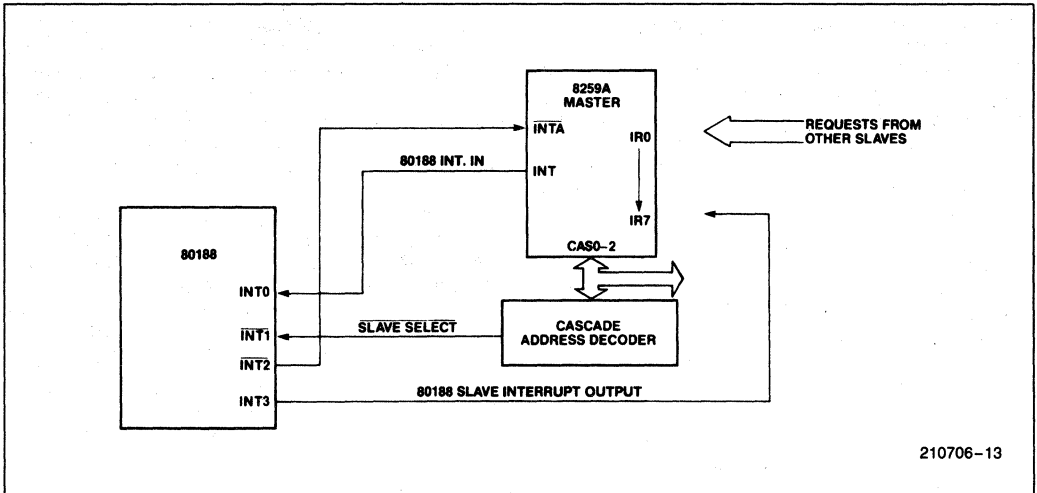 8259A
MASTER
INTA
IR0
REQUESTS FROM
OTHER SLAVES
80188 INT. IN
INT
IR7
80188
CAS0-2
INT0
SLAVE SELECT
CASCADE
ADDRESS DECODER
INT1
INT2
80188 SLAVE INTERRUPT OUTPUT
INT3
210706-13